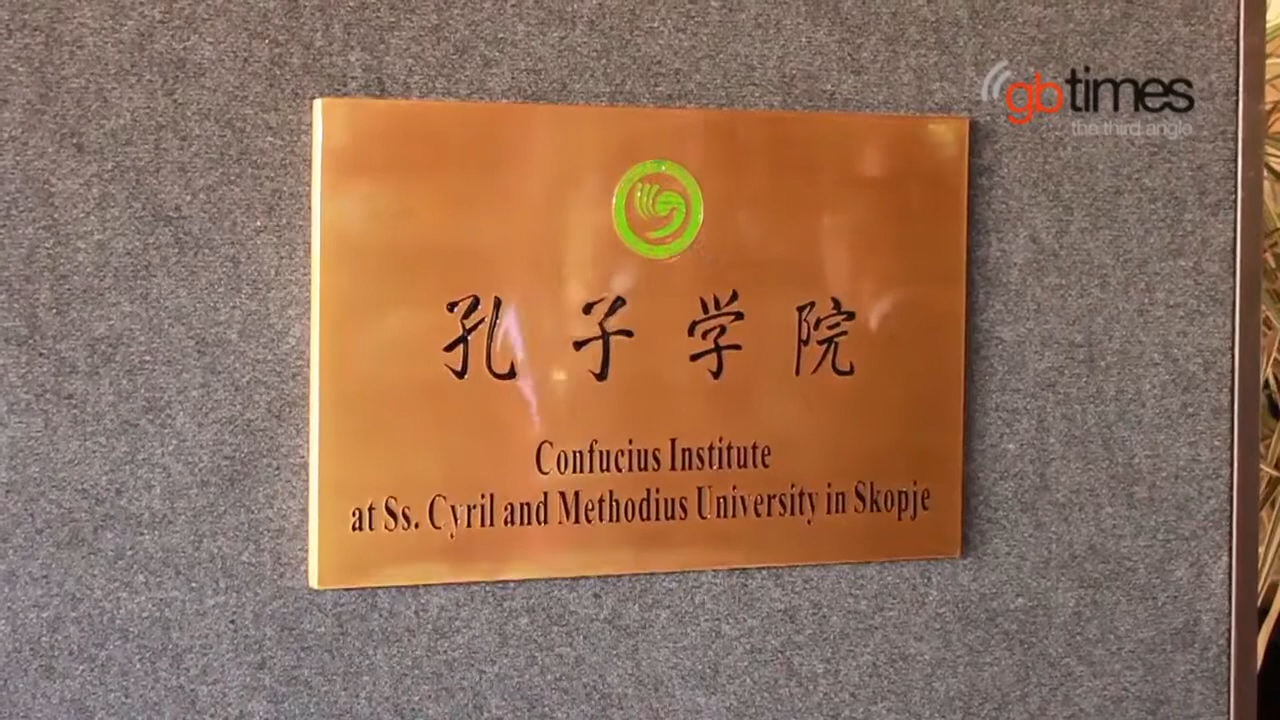 gbtimes
the third angle
孔子学院
Confucius Institute
at Ss. Cyril and Methodius University in Skopje